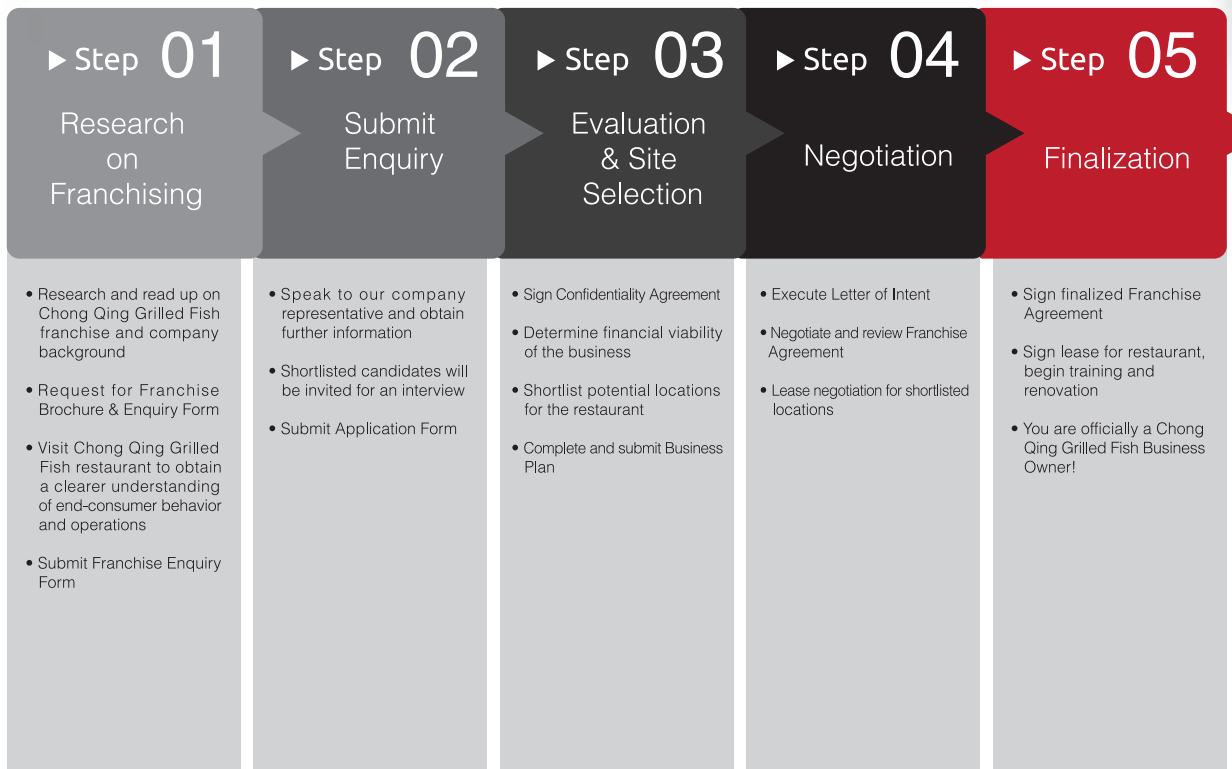 ▶ Step 01
Research
on
Franchising
• Research and read up on
Chong Qing Grilled Fish
franchise and company
background
• Request for Franchise
Brochure & Enquiry Form
• Visit Chong Qing Grilled
Fish restaurant to obtain
a clearer understanding
of end-consumer behavior
and operations
• Submit Franchise Enquiry
Form
▶ Step 02
Submit
Enquiry
• Speak to our company
representative and obtain
further information
• Shortlisted candidates will
be invited for an interview
• Submit Application Form
▶ Step 03
Evaluation
& Site
Selection
• Sign Confidentiality Agreement
• Determine financial viability
of the business
• Shortlist potential locations
for the restaurant
• Complete and submit Business
Plan
▶ Step 04
Negotiation
• Execute Letter of Intent
• Negotiate and review Franchise
Agreement
• Lease negotiation for shortlisted
locations
▶ Step 05
Finalization
• Sign finalized Franchise
Agreement
• Sign lease for restaurant,
begin training and
renovation
• You are officially a Chong
Qing Grilled Fish Business
Owner!